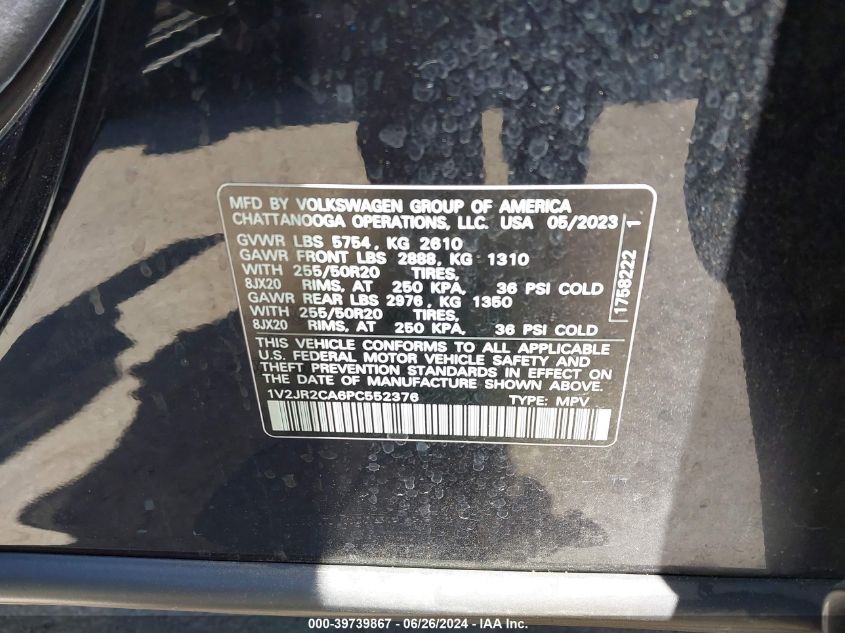 MFD BY VOLKSWAGEN GROUP OF AMERICA
CHATTANOOGA OPERATIONS, LLC. USA 05/2023
GVWR LBS 5754, KG 2610
GAWR FRONT LBS 2888, KG 1310
WITH 255/50R20 TIRES,
8JX20 RIMS, AT 250 KPA, 36 PSI COLD
GAWR REAR LBS 2976, KG 1350
WITH 255/50R20 TIRES,
8JX20 RIMS, AT 250 KPA, 36 PSI COLD
1758222 1
THIS VEHICLE CONFORMS TO ALL APPLICABLE
U.S. FEDERAL MOTOR VEHICLE SAFETY AND
THEFT PREVENTION STANDARDS IN EFFECT ON
THE DATE OF MANUFACTURE SHOWN ABOVE.
1V2JR2CA6PC552376 TYPE: MPV
000-39739867 - 06/26/2024 - IAA Inc.